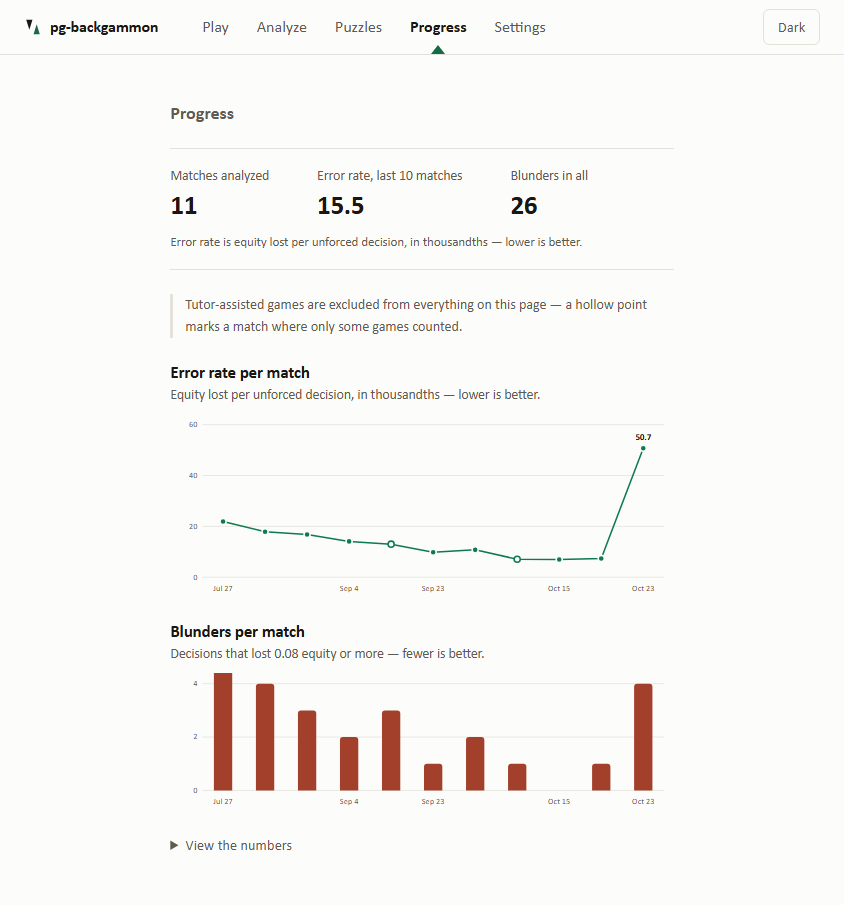 pg-backgammon Play Analyze Puzzles Progress Settings Dark
Progress
Matches analyzed Error rate, last 10 matches Blunders in all
11 15.5 26
Error rate is equity lost per unforced decision, in thousandths — lower is better.
Tutor-assisted games are excluded from everything on this page — a hollow point
marks a match where only some games counted.
Error rate per match
Equity lost per unforced decision, in thousandths — lower is better.
60
50.7
40
20
0
Jul 27 Sep 4 Sep 23 Oct 15 Oct 23
Blunders per match
Decisions that lost 0.08 equity or more — fewer is better.
4
2
0
Jul 27 Sep 4 Sep 23 Oct 15 Oct 23
View the numbers